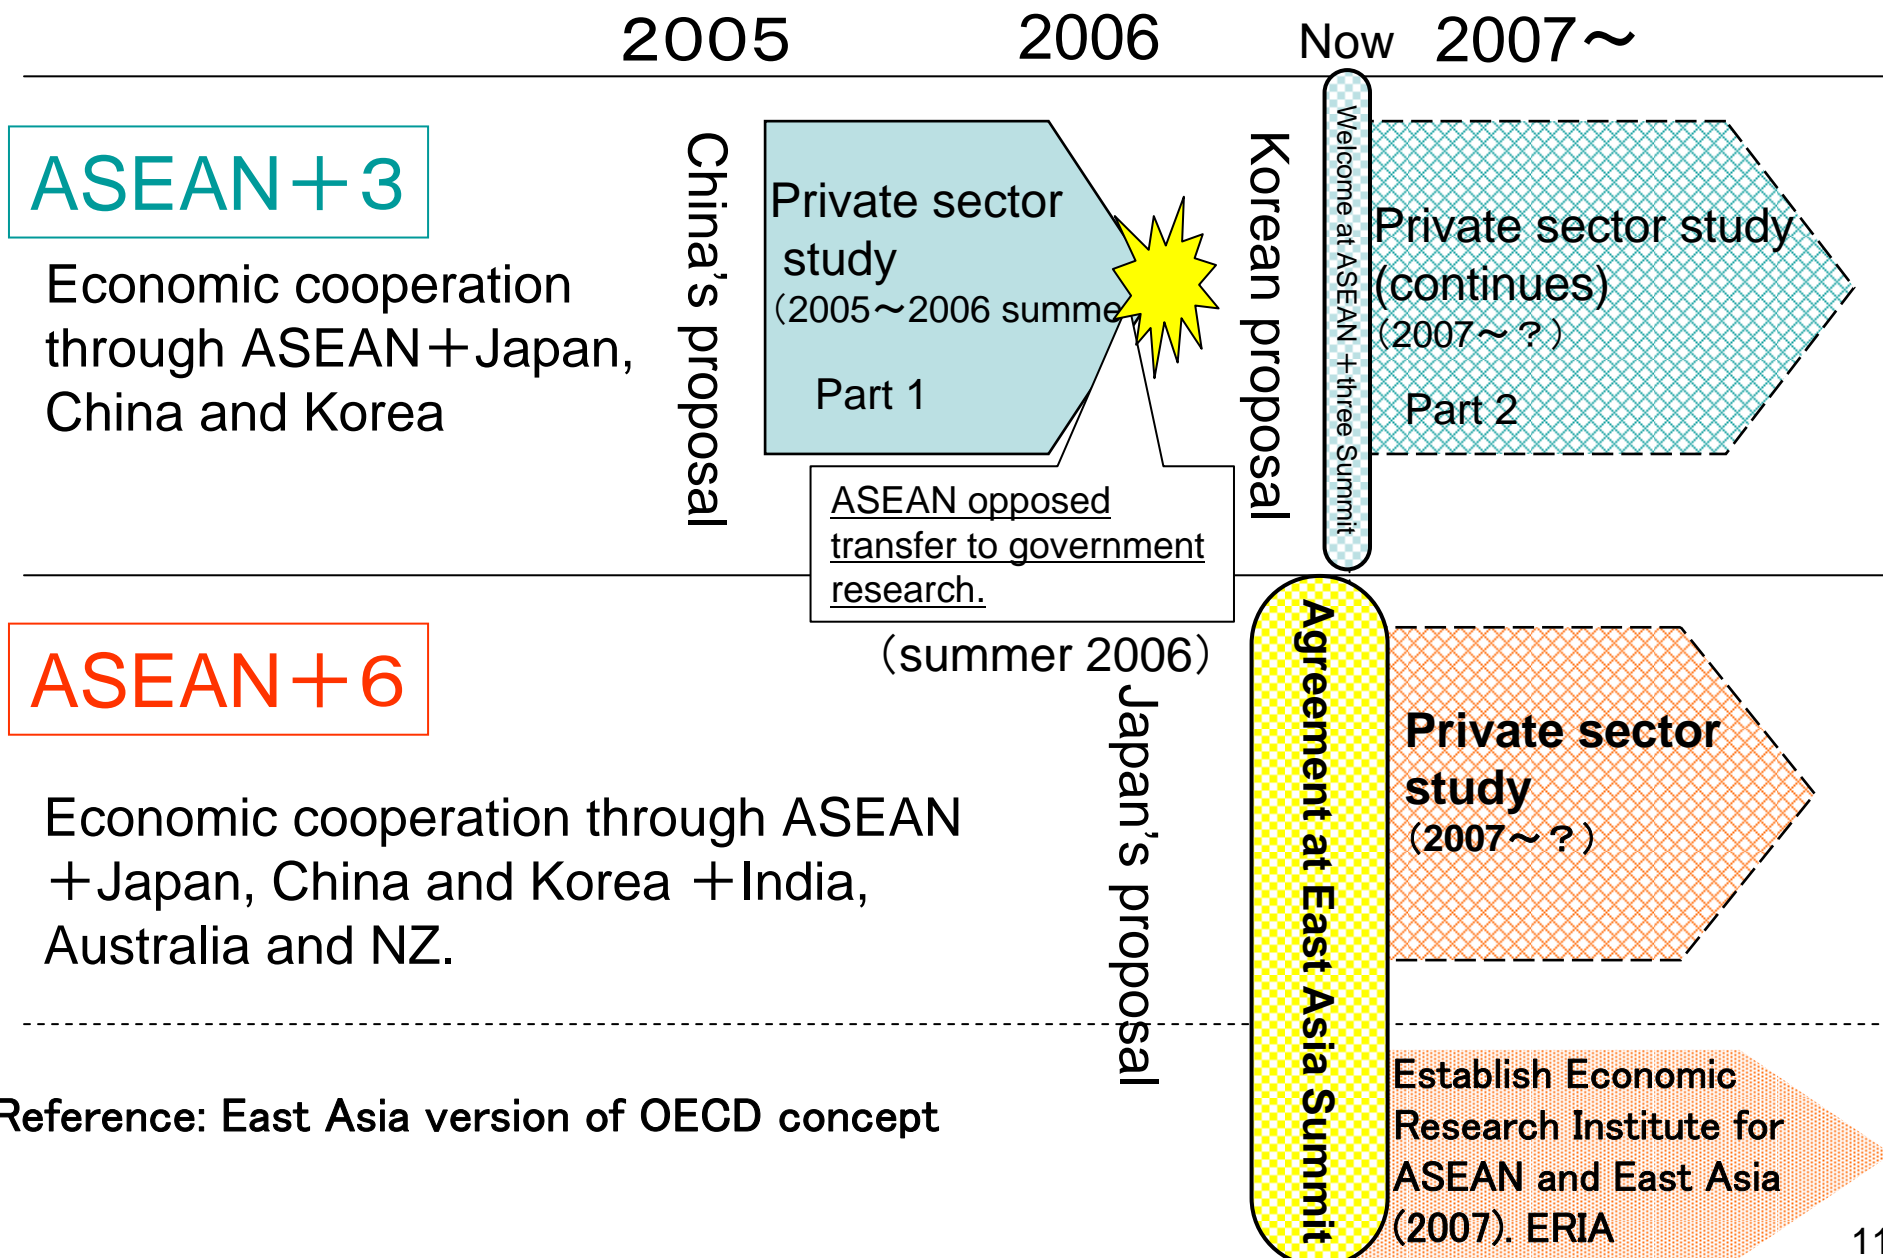 ２００５ 2006 Now 2007～
ASEAN＋３
Economic cooperation
through ASEAN＋Japan,
China and Korea
China's proposal
Private sector
study
（2005～2006 summe
Part 1
ASEAN opposed
transfer to government
research.
（summer 2006）
Korean proposal
Welcome at ASEAN ＋three Summit
Private sector study
(continues)
（2007～？）
Part 2
ASEAN＋６
Economic cooperation through ASEAN
＋Japan, China and Korea ＋India,
Australia and NZ.
Japan's proposal
Agreement at East Asia Summit
Private sector
study
（2007～？）
Reference: East Asia version of OECD concept
Establish Economic
Research Institute for
ASEAN and East Asia
(2007). ERIA
11